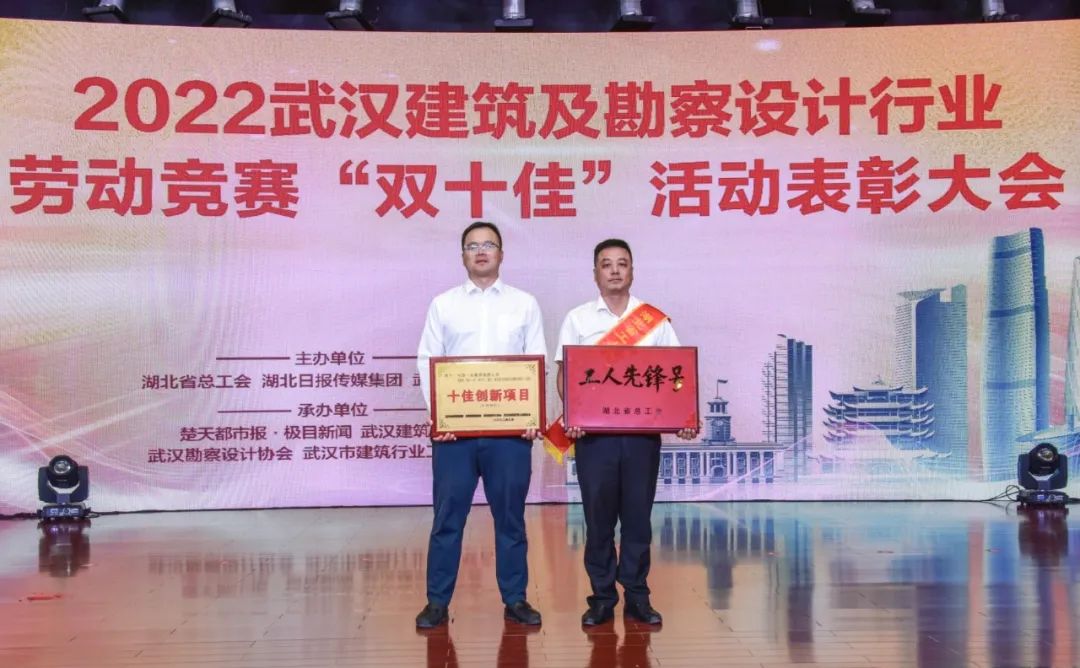 2022武汉建筑及勘察设计行业
劳动竞赛“双十佳”活动表彰大会
主办单位
湖北省总工会 湖北日报传媒集团 武
承办单位
楚天都市报·极目新闻 武汉建筑
武汉勘察设计协会 武汉市建筑行业工
十佳创新项目
工人先锋号
湖北省总工会